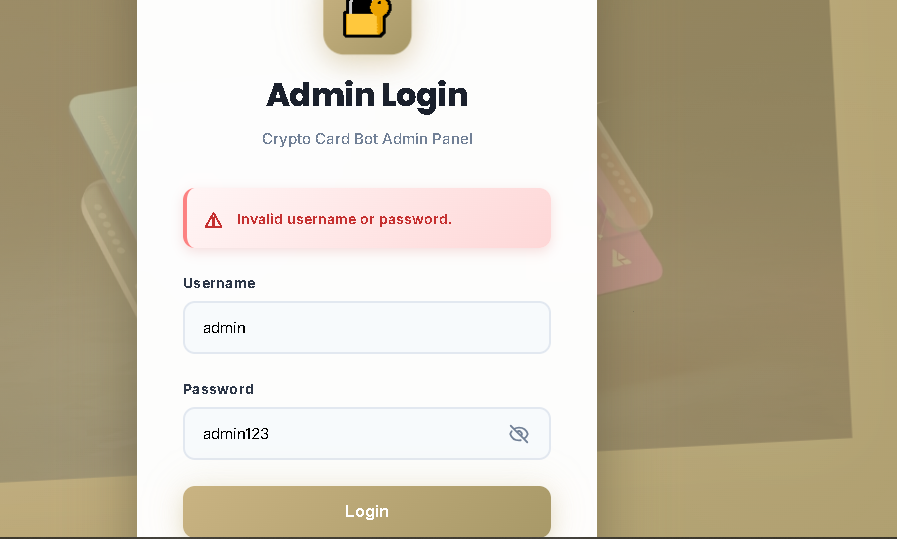 Admin Login
Crypto Card Bot Admin Panel
Invalid username or password.
Username
admin
Password
admin123
Login